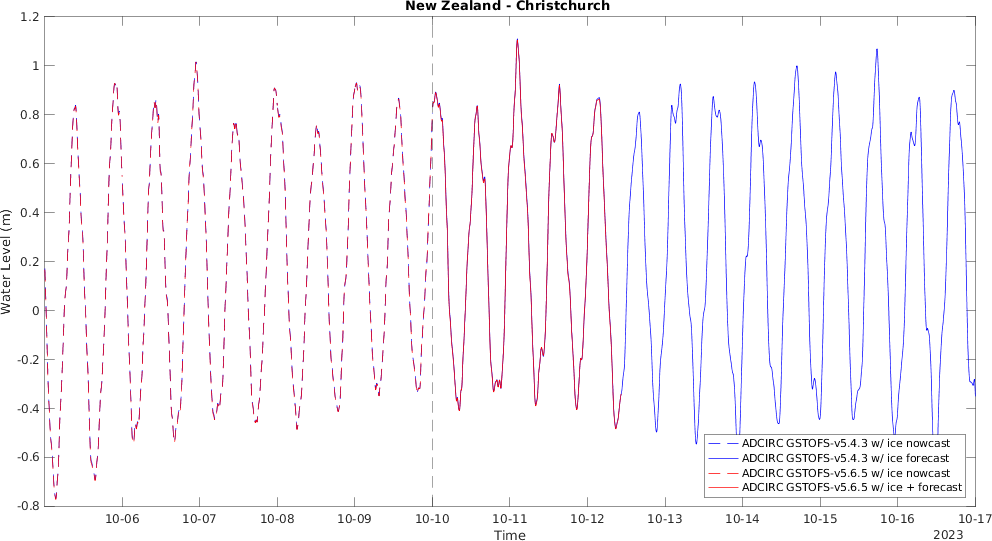 New Zealand - Christchurch
1.2
1
0.8
0.6
0.4
0.2
0
-0.2
-0.4
-0.6
-0.8
Water Level (m)
ADCIRC GSTOFS-v5.4.3 w/ ice nowcast
ADCIRC GSTOFS-v5.4.3 w/ ice forecast
ADCIRC GSTOFS-v5.6.5 w/ ice nowcast
ADCIRC GSTOFS-v5.6.5 w/ ice + forecast
10-06 10-07 10-08 10-09 10-10 10-11 10-12 10-13 10-14 10-15 10-16 10-17
Time
2023